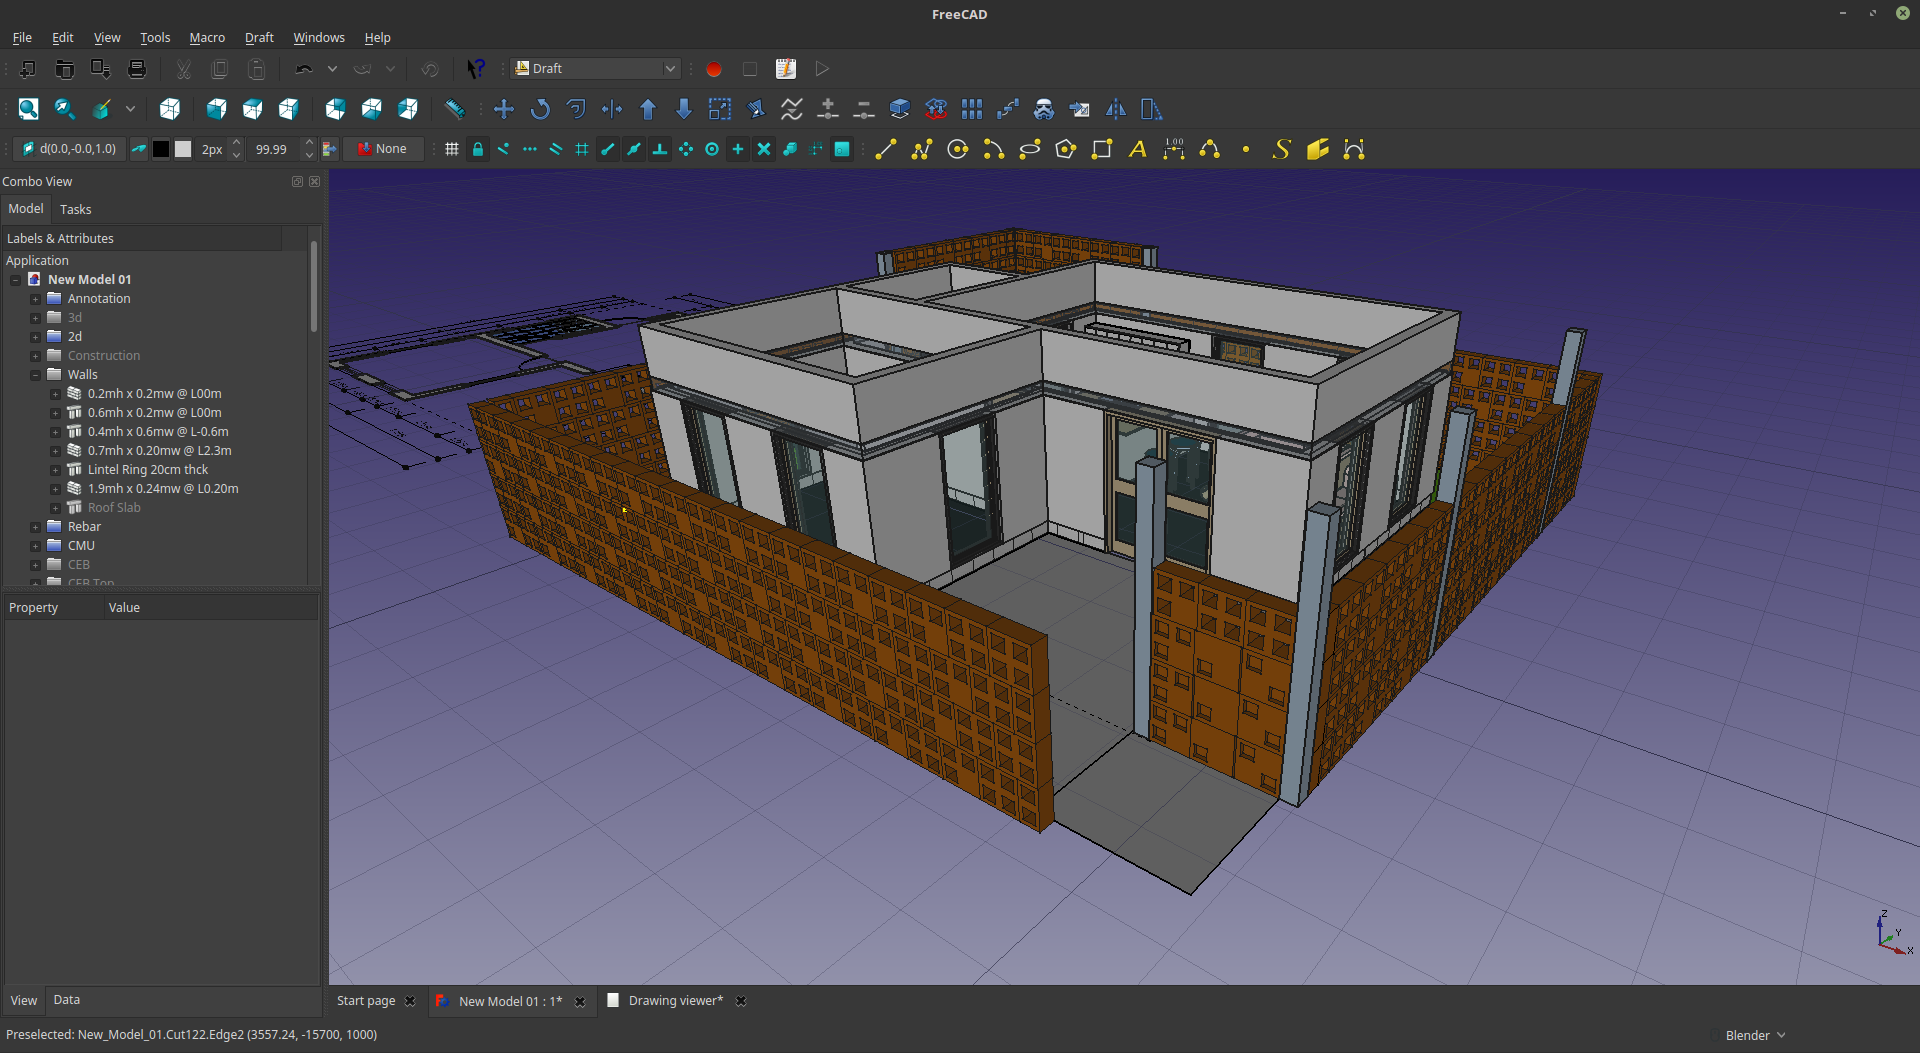 FreeCAD
File Edit View Tools Macro Draft Windows Help
Draft
d(0.0,-0.0,1.0) 2px 99.99 None
1.00
Combo View
Model Tasks
Labels & Attributes
Application
New Model 01
Annotation
3d
2d
Construction
Walls
0.2mh x 0.2mw @ L00m
0.6mh x 0.2mw @ L00m
0.4mh x 0.6mw @ L-0.6m
0.7mh x 0.20mw @ L2.3m
Lintel Ring 20cm thck
1.9mh x 0.24mw @ L0.20m
Roof Slab
Rebar
CMU
CEB
CEB Top
Property Value
Z
Y
X
View Data
Start page New Model 01 : 1* Drawing viewer*
Preselected: New_Model_01.Cut122.Edge2 (3557.24, -15700, 1000)
Blender